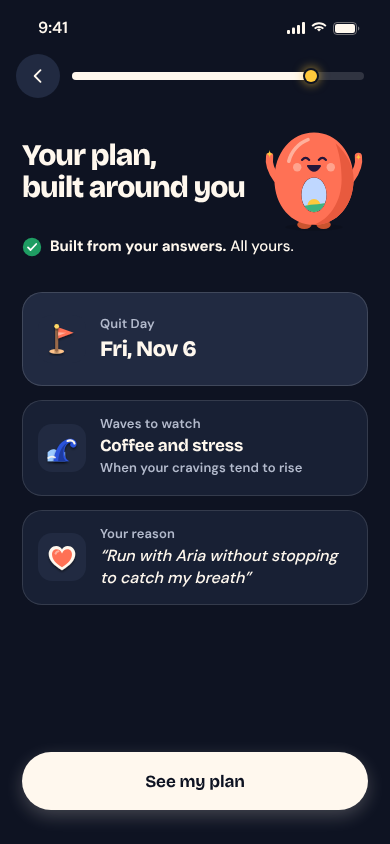 9:41
Your plan,
built around you
Built from your answers. All yours.
Quit Day
Fri, Nov 6
Waves to watch
Coffee and stress
When your cravings tend to rise
Your reason
“Run with Aria without stopping
to catch my breath”
See my plan